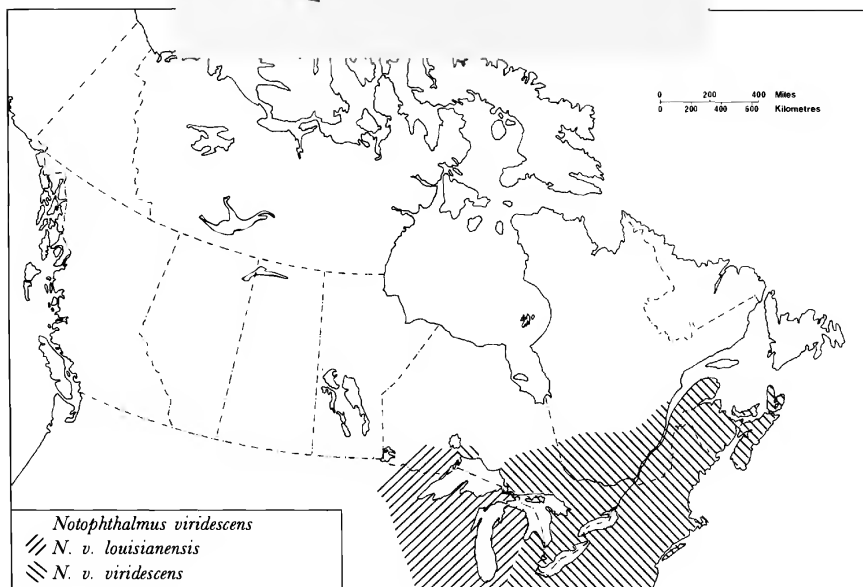 0 200 400 Miles
0 200 400 600 Kilometres
Notophthalmus viridescens
N. v. louisianensis
N. v. viridescens